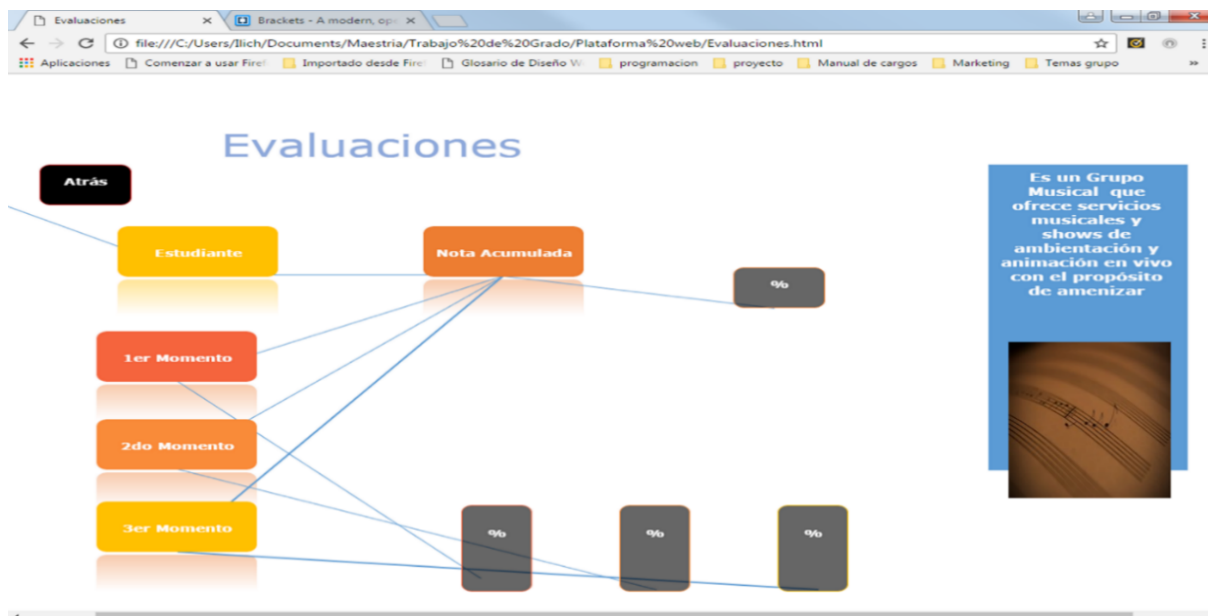 Evaluaciones
Brackets - A modern, ope
file:///C:/Users/Ilich/Documents/Maestria/Trabajo%20de%20Grado/Plataforma%20web/Evaluaciones.html
Aplicaciones Comenzar a usar Firef Importado desde Firef Glosario de Diseño W programacion proyecto Manual de cargos Marketing Temas grupo »
Evaluaciones
Atrás
Estudiante
Nota Acumulada
%
1er Momento
2do Momento
3er Momento
%
%
%
Es un Grupo
Musical que
ofrece servicios
musicales y
shows de
ambientación y
animación en vivo
con el propósito
de amenizar